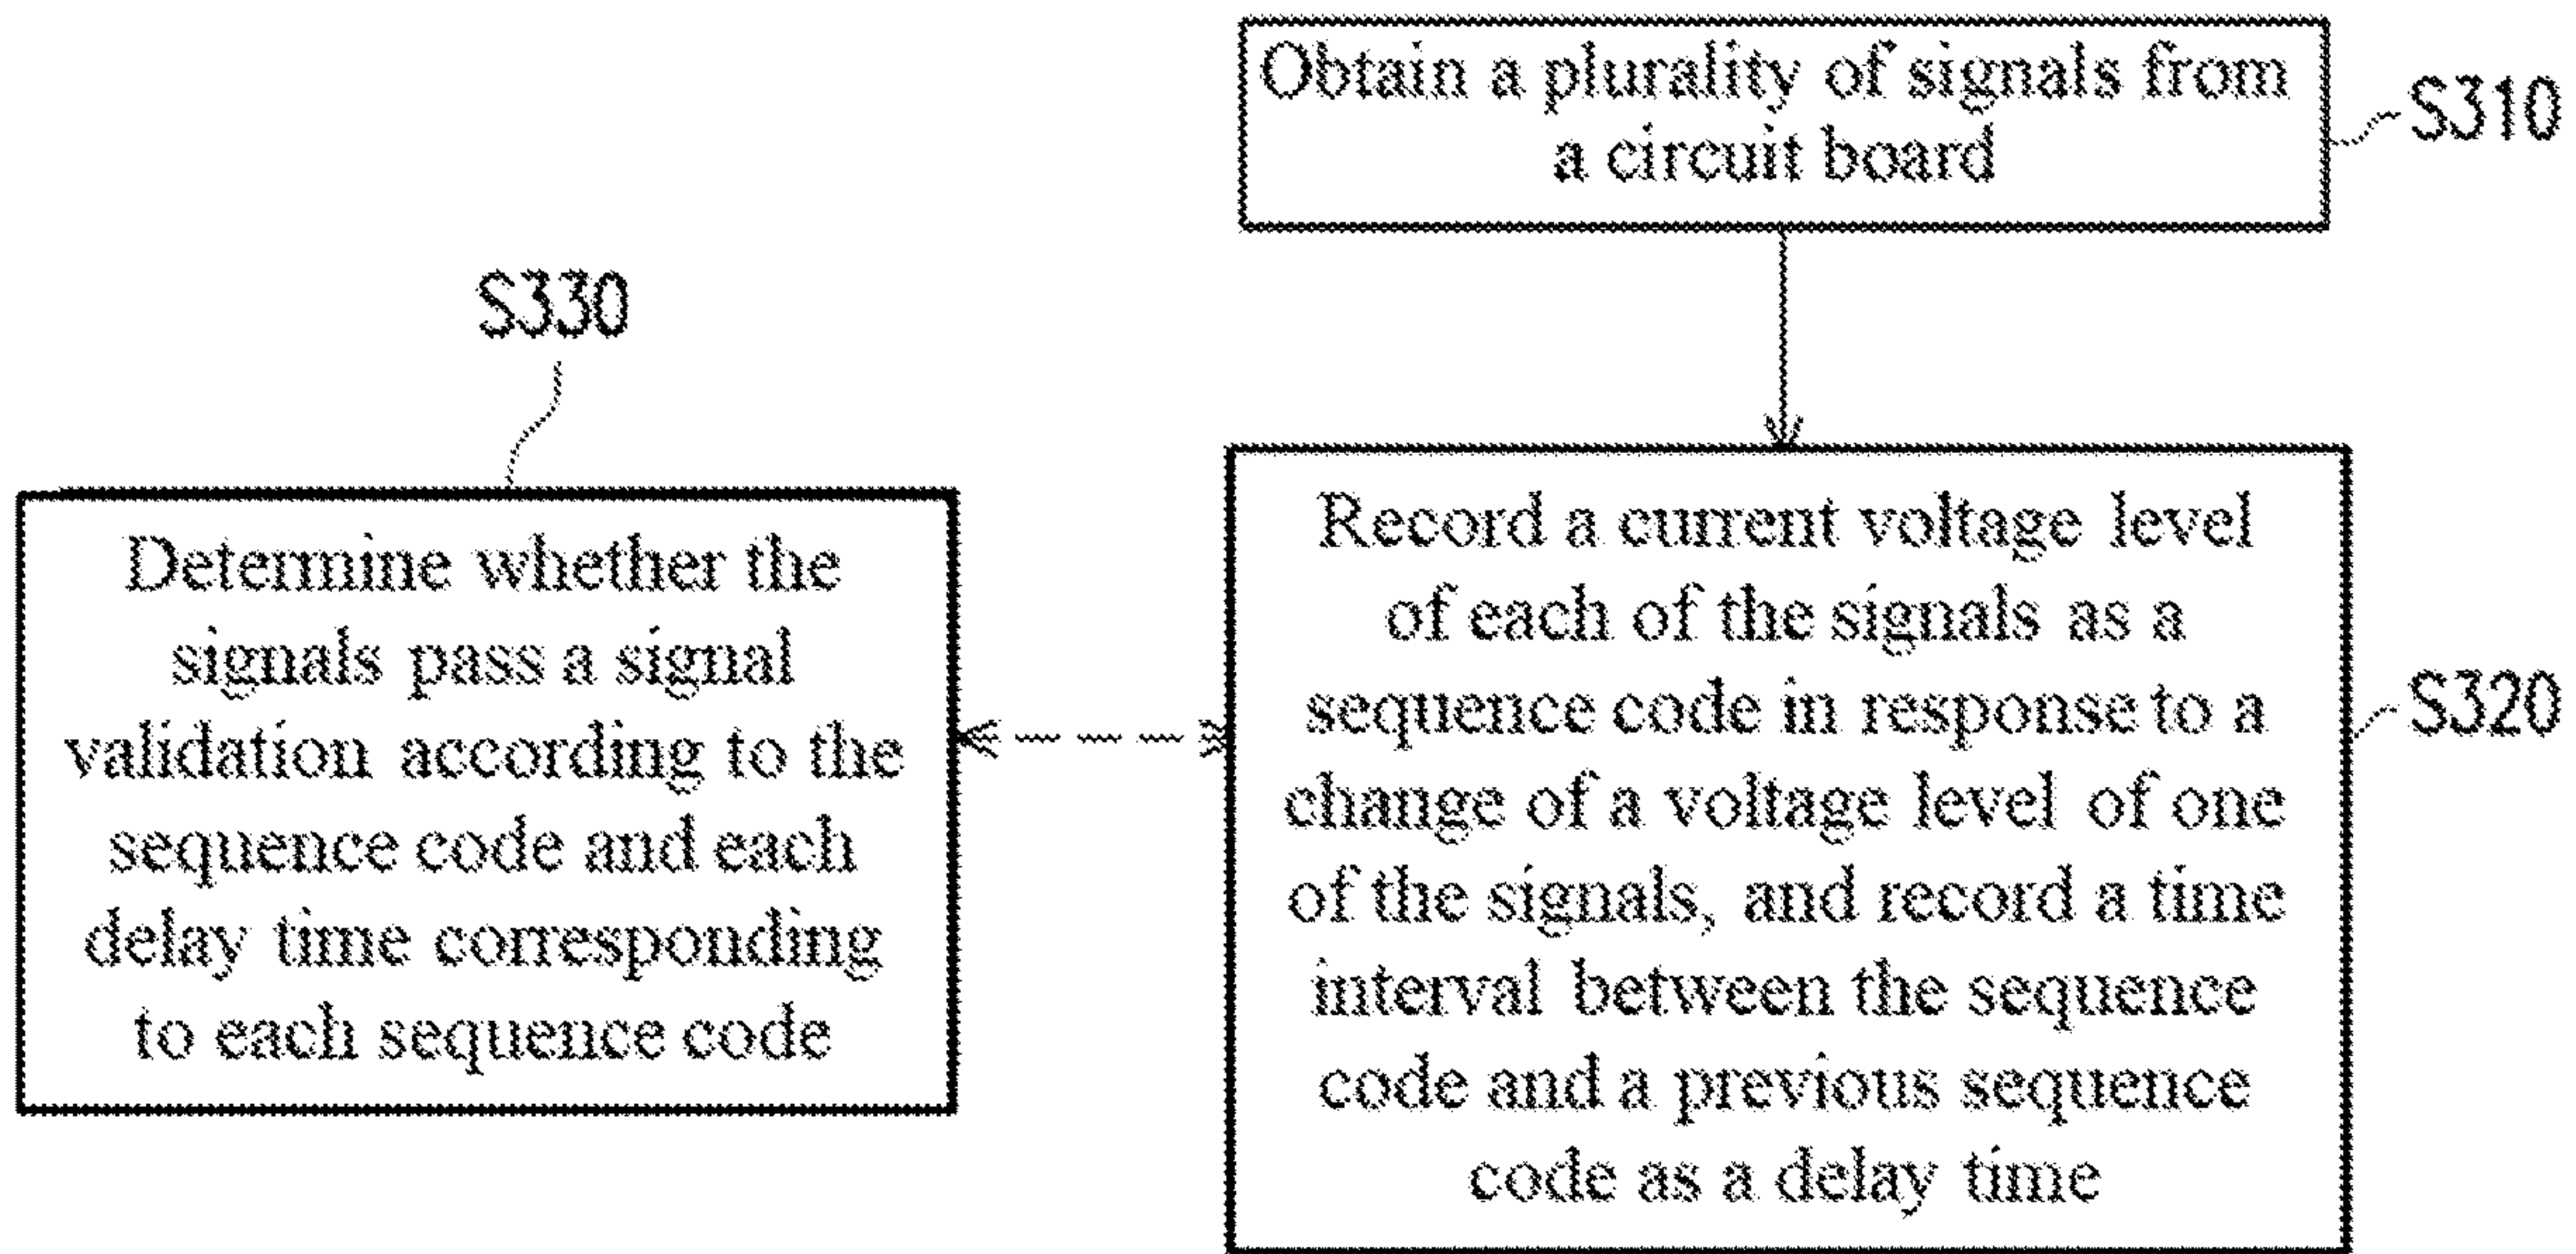 Obtain a plurality of signals from
a circuit board
S310
S330
Determine whether the
signals pass a signal
validation according to the
sequence code and each
delay time corresponding
to each sequence code
Record a current voltage level
of each of the signals as a
sequence code in response to a
change of a voltage level of one
of the signals, and record a time
interval between the sequence
code and a previous sequence
code as a delay time
S320